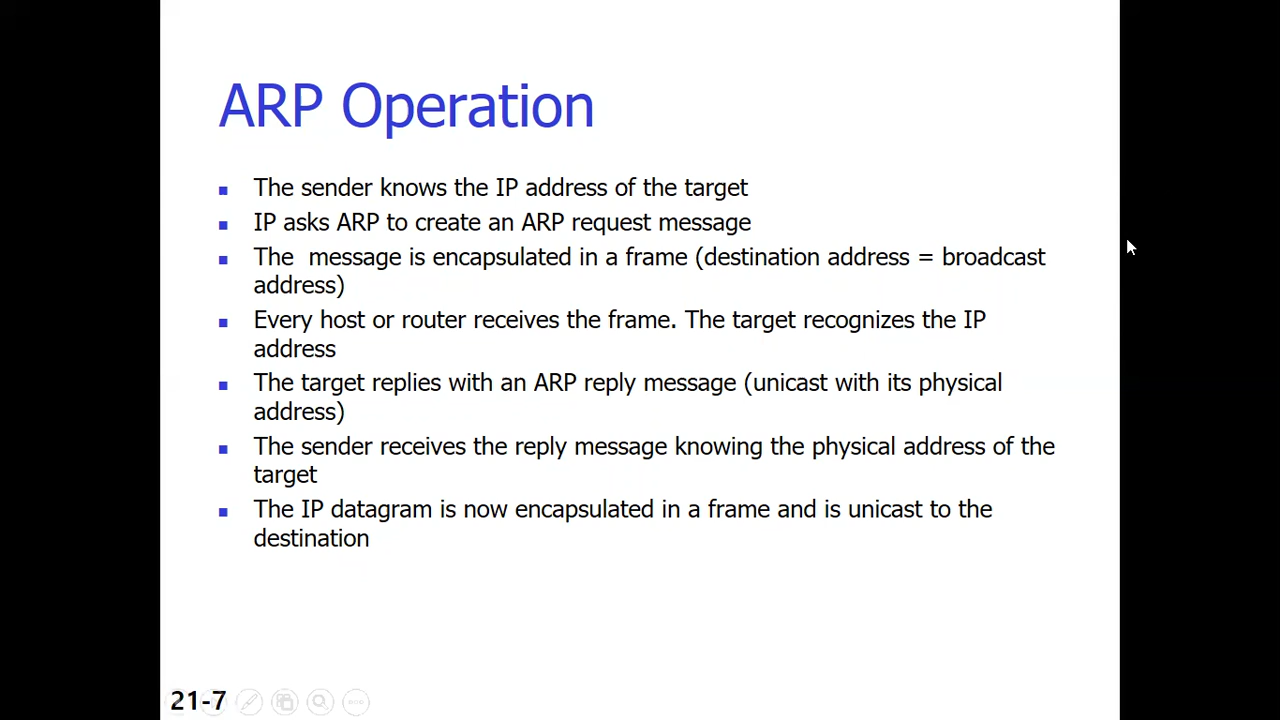 ARP Operation
The sender knows the IP address of the target
IP asks ARP to create an ARP request message
The  message is encapsulated in a frame (destination address = broadcast
address)
Every host or router receives the frame. The target recognizes the IP
address
The target replies with an ARP reply message (unicast with its physical
address)
The sender receives the reply message knowing the physical address of the
target
The IP datagram is now encapsulated in a frame and is unicast to the
destination
21-7